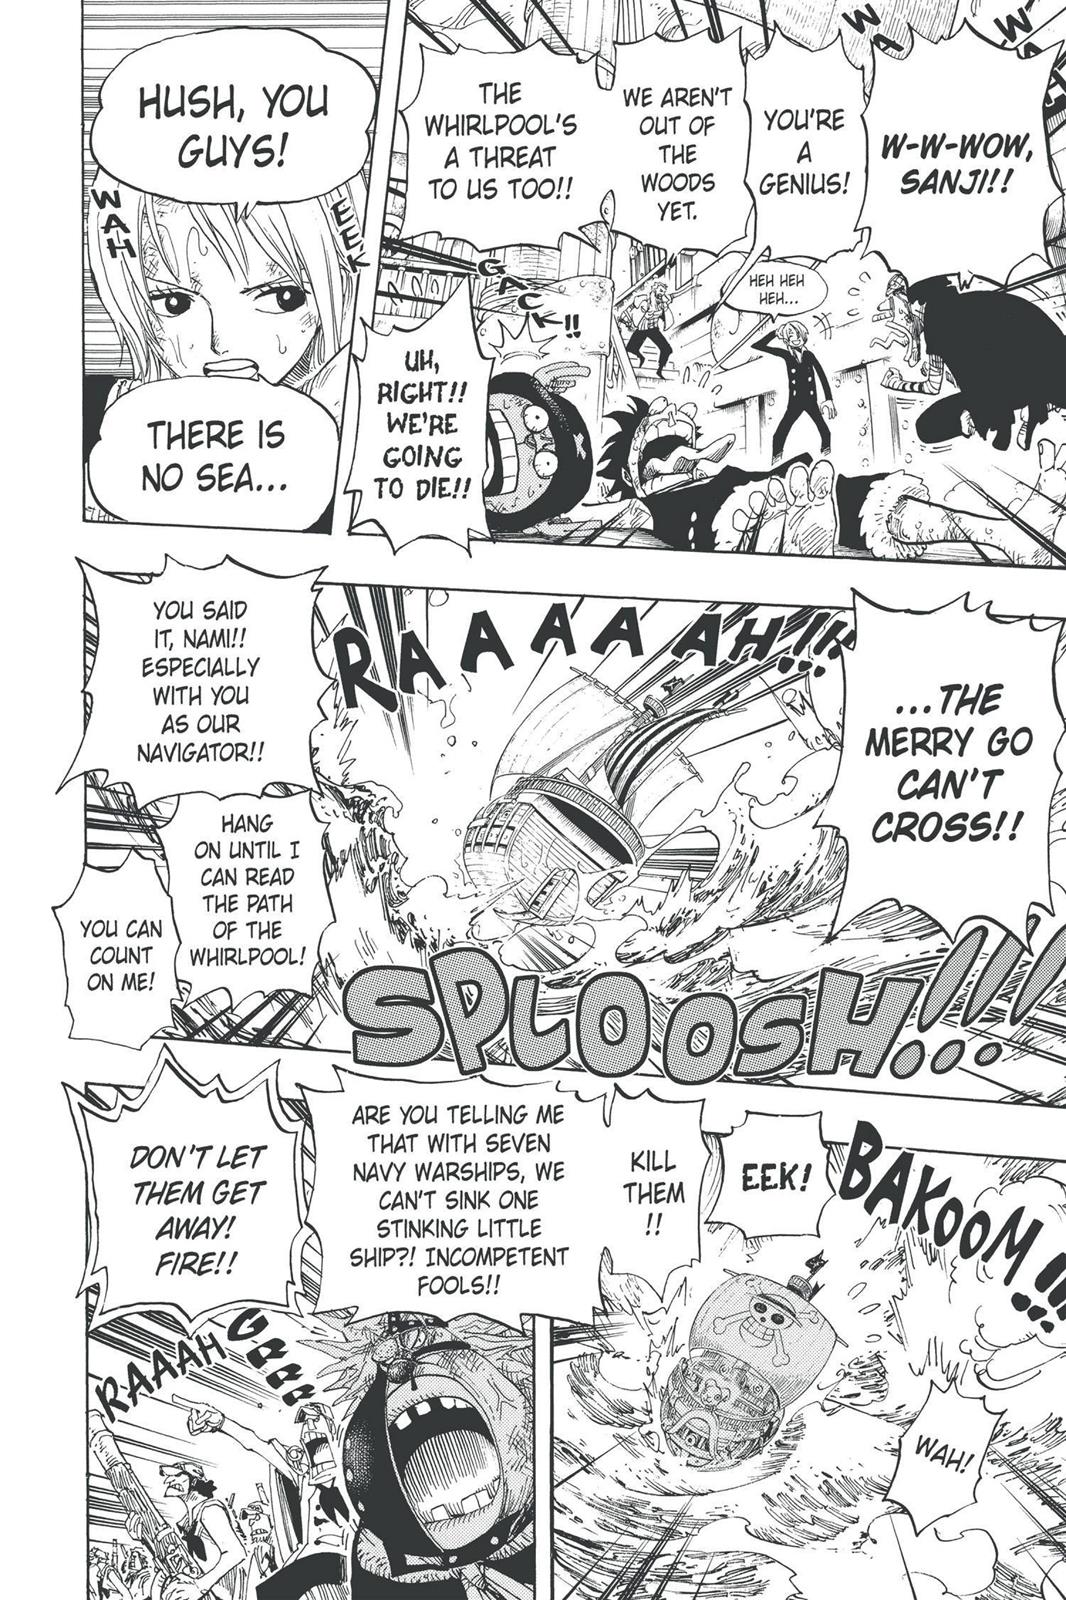 WA
WA
W-W-WOW,
SANJI!!
YOU'RE
A
GENIUS!
WE AREN'T
OUT OF
THE
WOODS
YET.
THE
WHIRLPOOL'S
A THREAT
TO US TOO!!
HEH HEH
HEH...
GACK!!
UH,
RIGHT!!
WE'RE
GOING
TO DIE!!
HUSH, YOU
GUYS!
EEK
WAH
THERE IS
NO SEA...
...THE
MERRY GO
CAN'T
CROSS!!
RAAAAAH!!!
SPLOOSH...!!!
YOU SAID
IT, NAMI!!
ESPECIALLY
WITH YOU
AS OUR
NAVIGATOR!!
HANG
ON UNTIL I
CAN READ
THE PATH
OF THE
WHIRLPOOL!
YOU CAN
COUNT
ON ME!
BAKOOM!!!
EEK!
WAH!
KILL
THEM
!!
ARE YOU TELLING ME
THAT WITH SEVEN
NAVY WARSHIPS, WE
CAN'T SINK ONE
STINKING LITTLE
SHIP?! INCOMPETENT
FOOLS!!
DON'T LET
THEM GET
AWAY!
FIRE!!
RAAAH